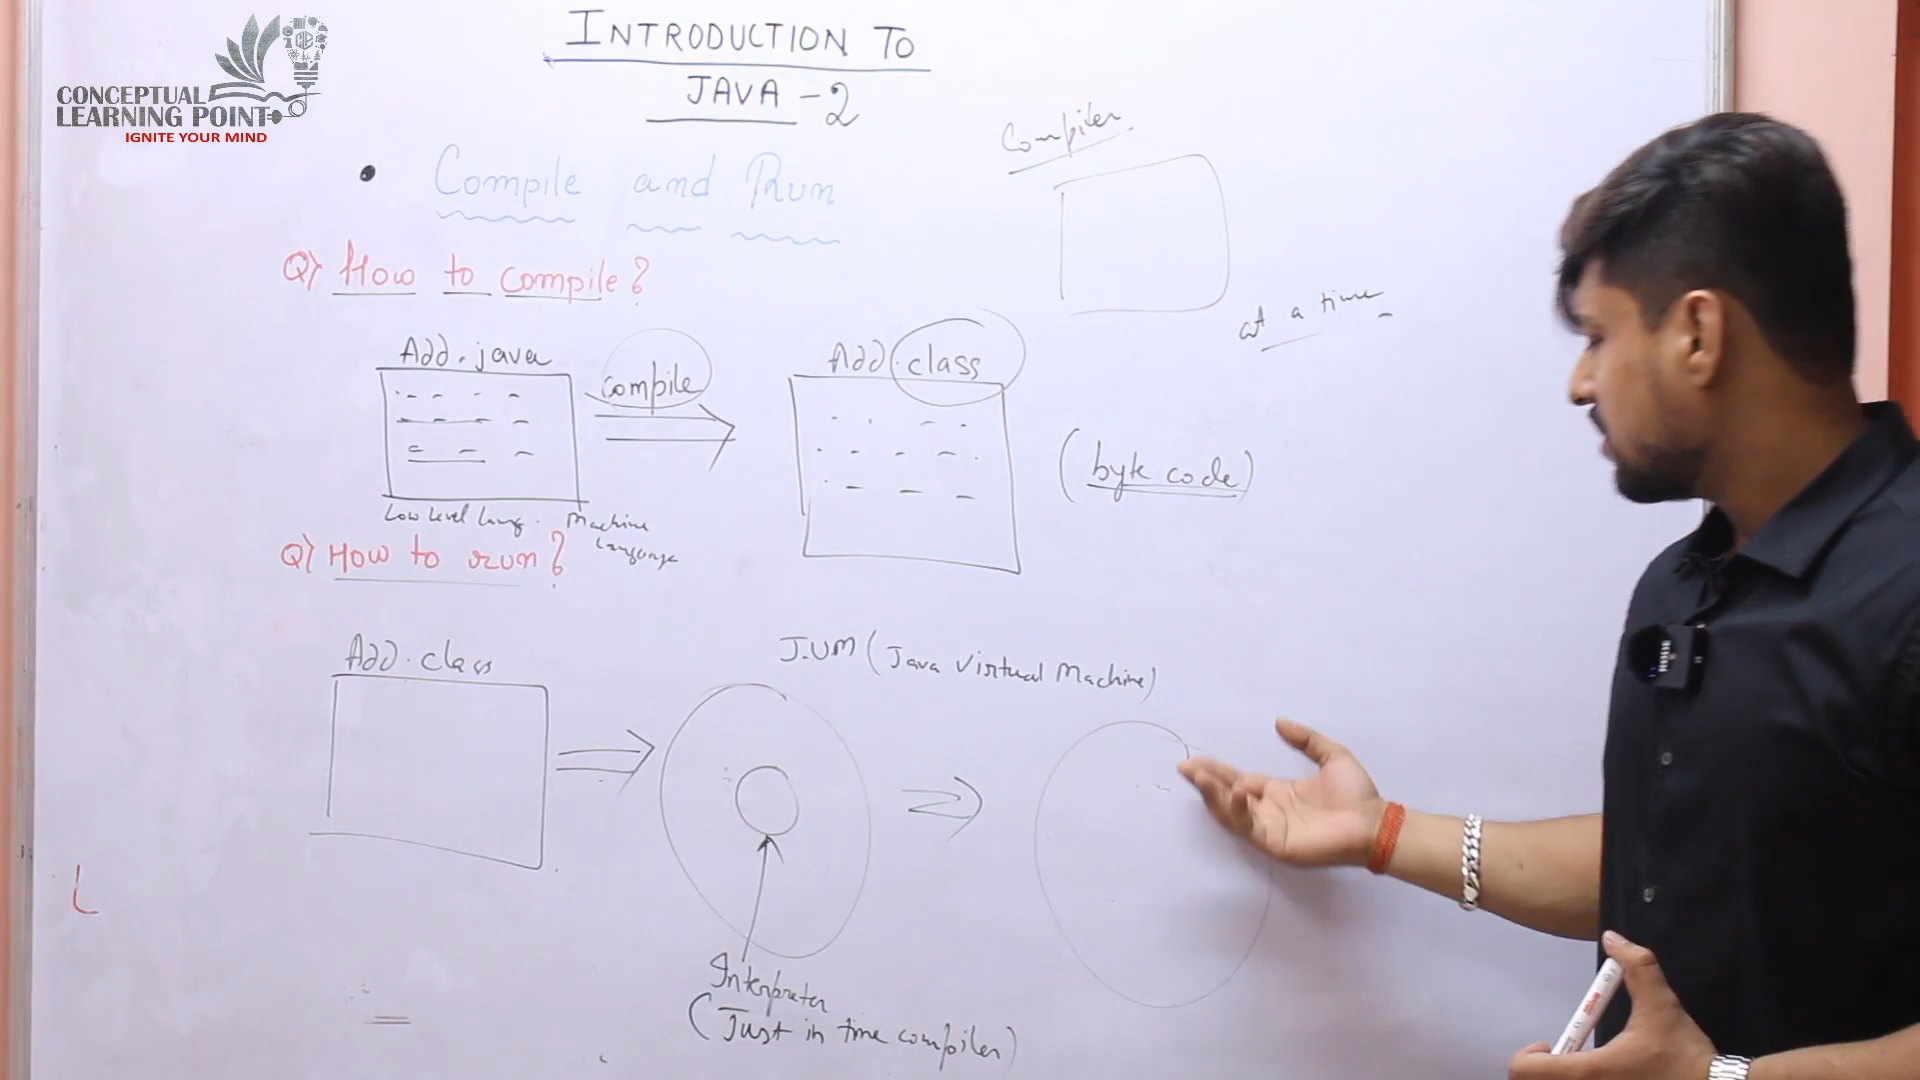 CONCEPTUAL
LEARNING POINT
IGNITE YOUR MIND
INTRODUCTION TO
JAVA - 2
• Compile and Run
Compiler
at a time
Q) How to compile?
Add.java
compile
Add.class
(byte code)
Low Level Lang.
Machine
Language
Q) How to run?
Add.class
J.V.M (Java Virtual Machine)
Interpreter
(Just in time compiler)